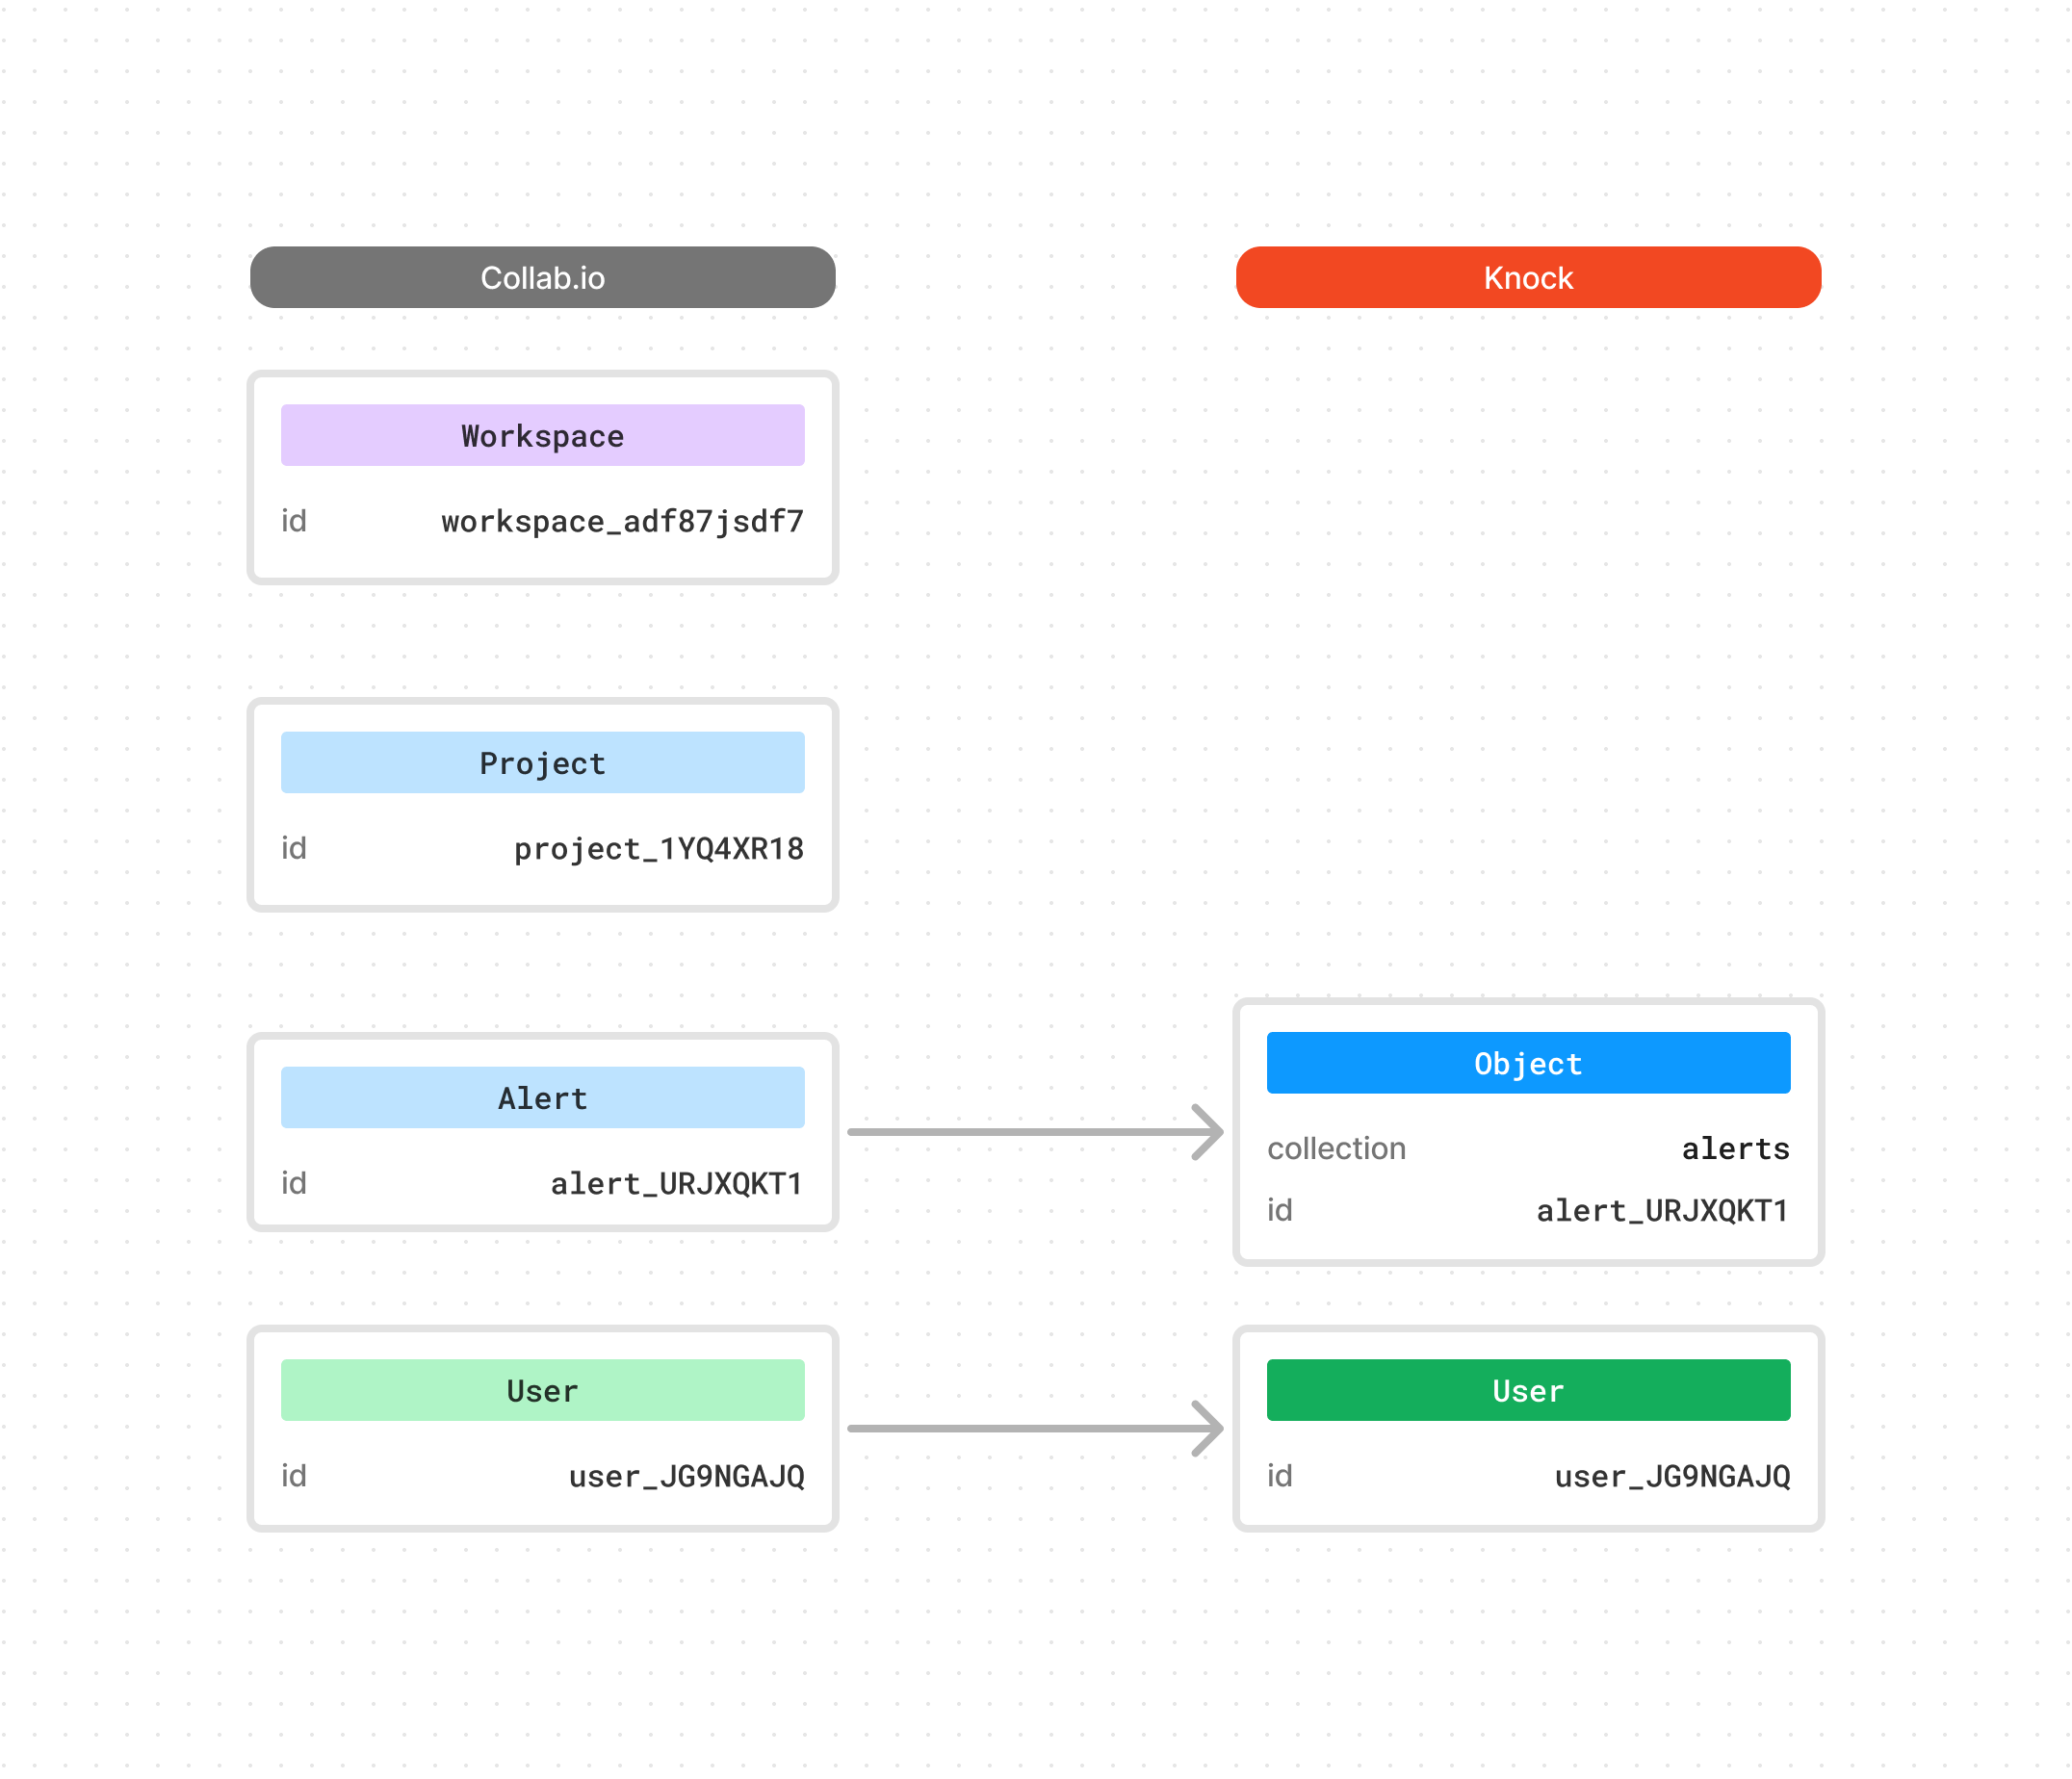 Collab.io
Knock
Workspace
id workspace_adf87jsdf7
Project
id project_1YQ4XR18
Alert
id alert_URJXQKT1
Object
collection alerts
id alert_URJXQKT1
User
id user_JG9NGAJQ
User
id user_JG9NGAJQ